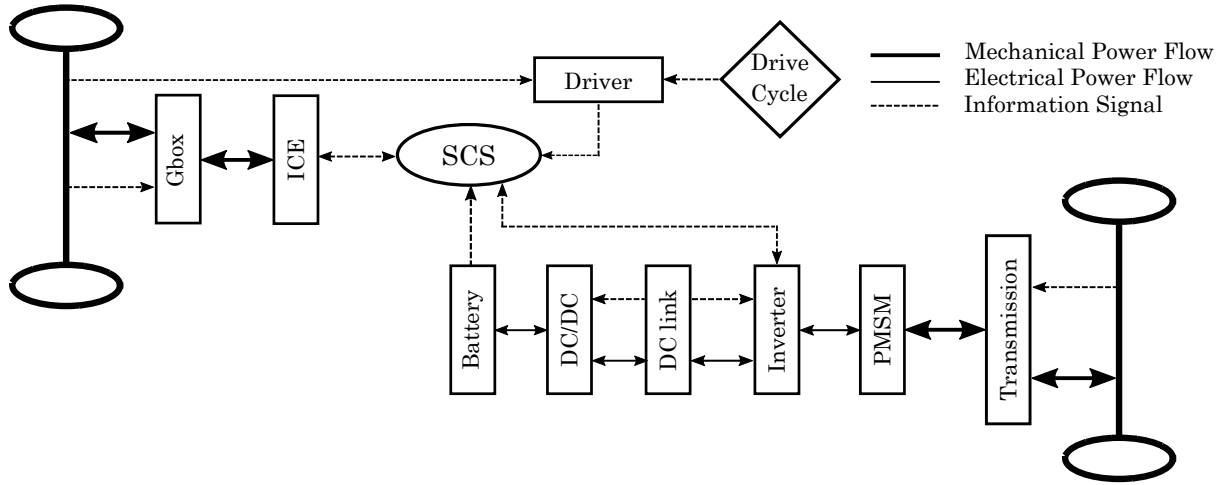 Driver
Drive
Cycle
Mechanical Power Flow
Electrical Power Flow
Information Signal
Gbox
ICE
SCS
Battery
DC/DC
DC link
Inverter
PMSM
Transmission